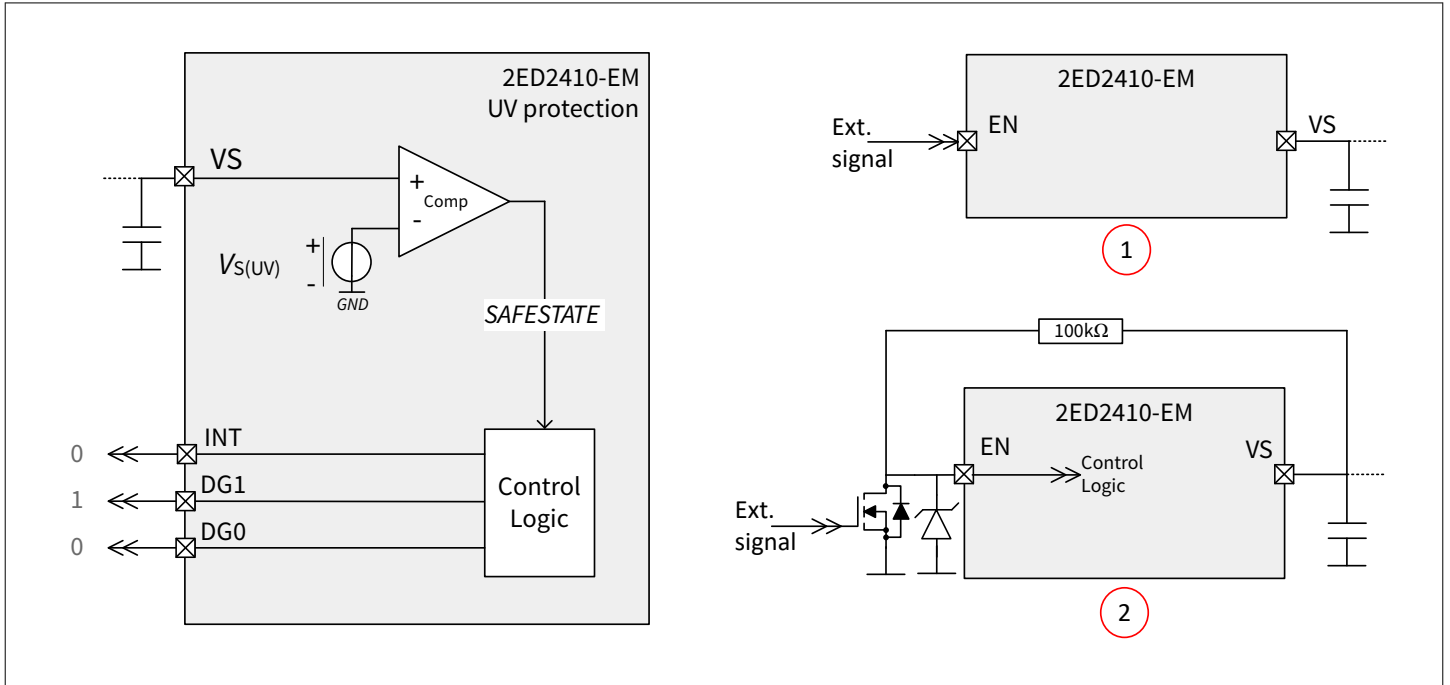 2ED2410-EM
UV protection
VS
+
Comp
-
+
VS(UV)
-
GND
SAFESTATE
0
INT
1
DG1
0
DG0
Control
Logic
2ED2410-EM
Ext.
signal
EN
VS
1
100kΩ
2ED2410-EM
EN
VS
Control
Logic
Ext.
signal
2